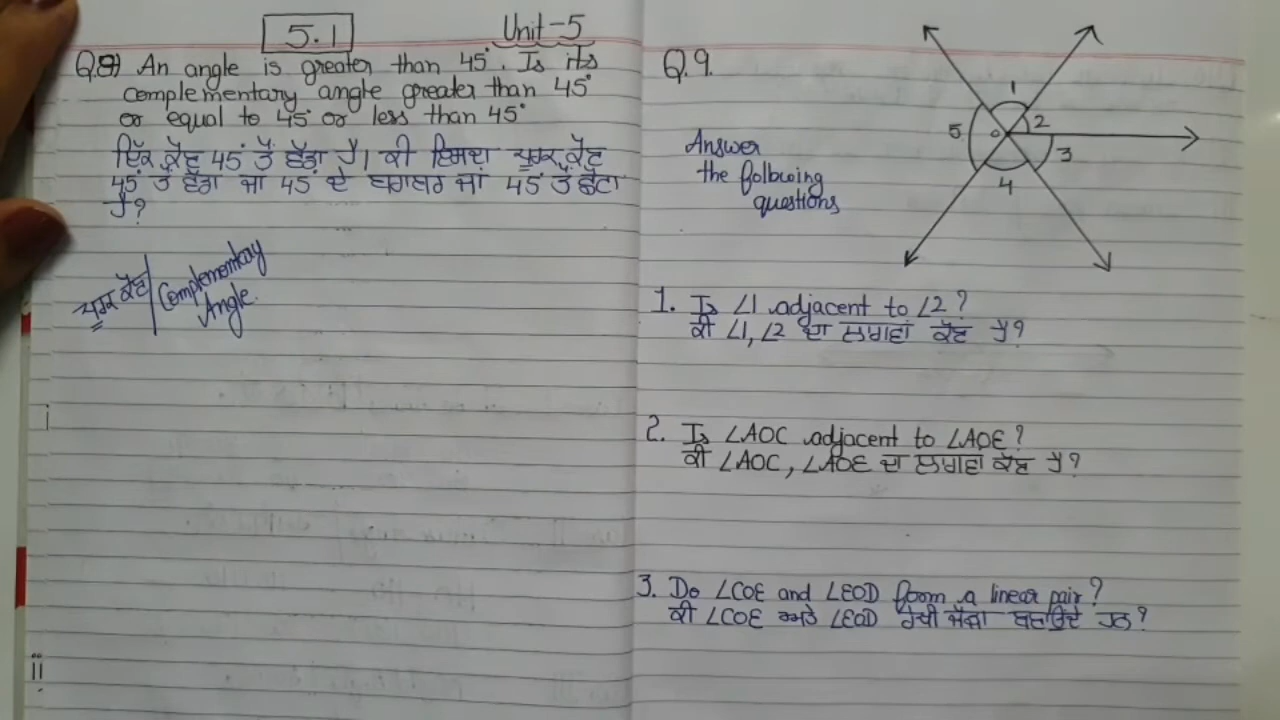 5.1
Unit-5
Q.8) An angle is greater than 45°. Is its
complementary angle greater than 45°
or equal to 45° or less than 45°
ਇੱਕ ਕੋਣ 45° ਤੋਂ ਵੱਡਾ ਹੈ। ਕੀ ਇਸਦਾ ਪੂਰਕ ਕੋਣ
45° ਤੋਂ ਵੱਡਾ ਜਾਂ 45° ਦੇ ਬਰਾਬਰ ਜਾਂ 45° ਤੋਂ ਛੋਟਾ
ਹੈ?
ਪੂਰਕ ਕੋਣ
Complementary
Angle
i
ii
Q.9.
1
5
o
2
3
4
Answer
the following
questions
1. Is ∠1 adjacent to ∠2?
ਕੀ ∠1, ∠2 ਦਾ ਲਾਗਵਾਂ ਕੋਣ ਹੈ?
2. Is ∠AOC adjacent to ∠AOE?
ਕੀ ∠AOC, ∠AOE ਦਾ ਲਾਗਵਾਂ ਕੋਣ ਹੈ?
3. Do ∠COE and ∠EOD form a linear pair?
ਕੀ ∠COE ਅਤੇ ∠EOD ਰੇਖੀ ਜੋੜਾ ਬਣਾਉਂਦੇ ਹਨ?